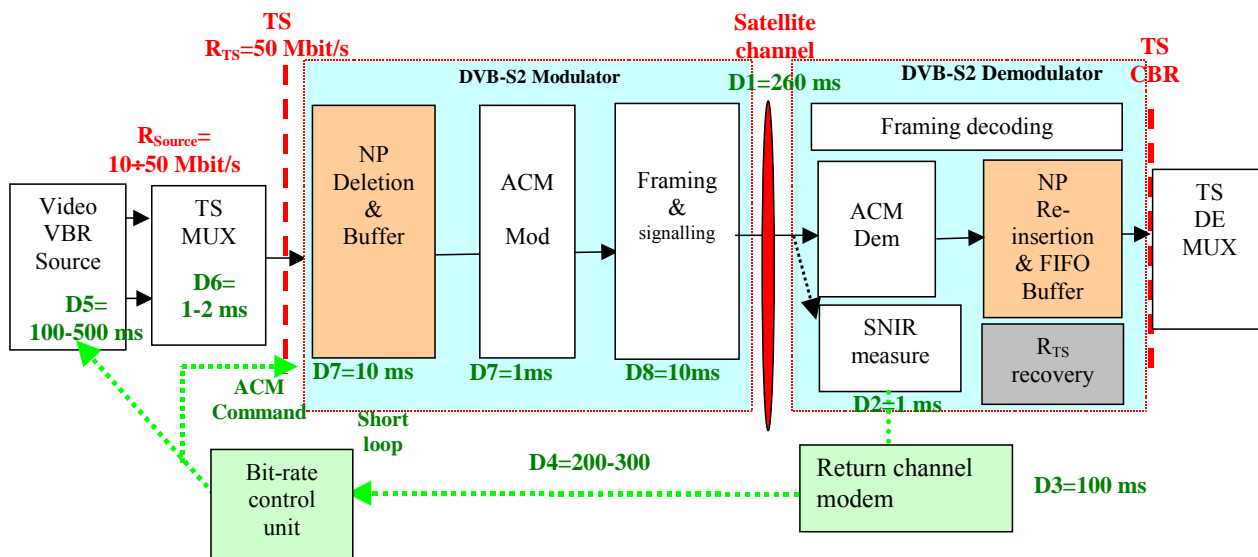 TS
R_TS=50 Mbit/s
Satellite
channel
TS
CBR
DVB-S2 Modulator
DVB-S2 Demodulator
D1=260 ms
R_Source=
10÷50 Mbit/s
Video
VBR
Source
D5=
100-500 ms
TS
MUX
D6=
1-2 ms
NP
Deletion
&
Buffer
D7=10 ms
ACM
Mod
D7=1ms
Framing
&
signalling
D8=10ms
Framing decoding
ACM
Dem
NP
Re-
insertion
& FIFO
Buffer
TS
DE
MUX
SNIR
measure
D2=1 ms
R_TS
recovery
ACM
Command
Short
loop
Bit-rate
control
unit
D4=200-300
Return channel
modem
D3=100 ms